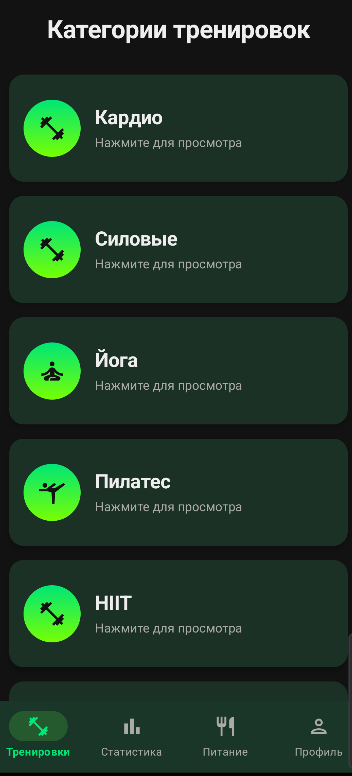 Категории тренировок
Кардио
Нажмите для просмотра
Силовые
Нажмите для просмотра
Йога
Нажмите для просмотра
Пилатес
Нажмите для просмотра
HIIT
Нажмите для просмотра
Тренировки
Статистика
Питание
Профиль